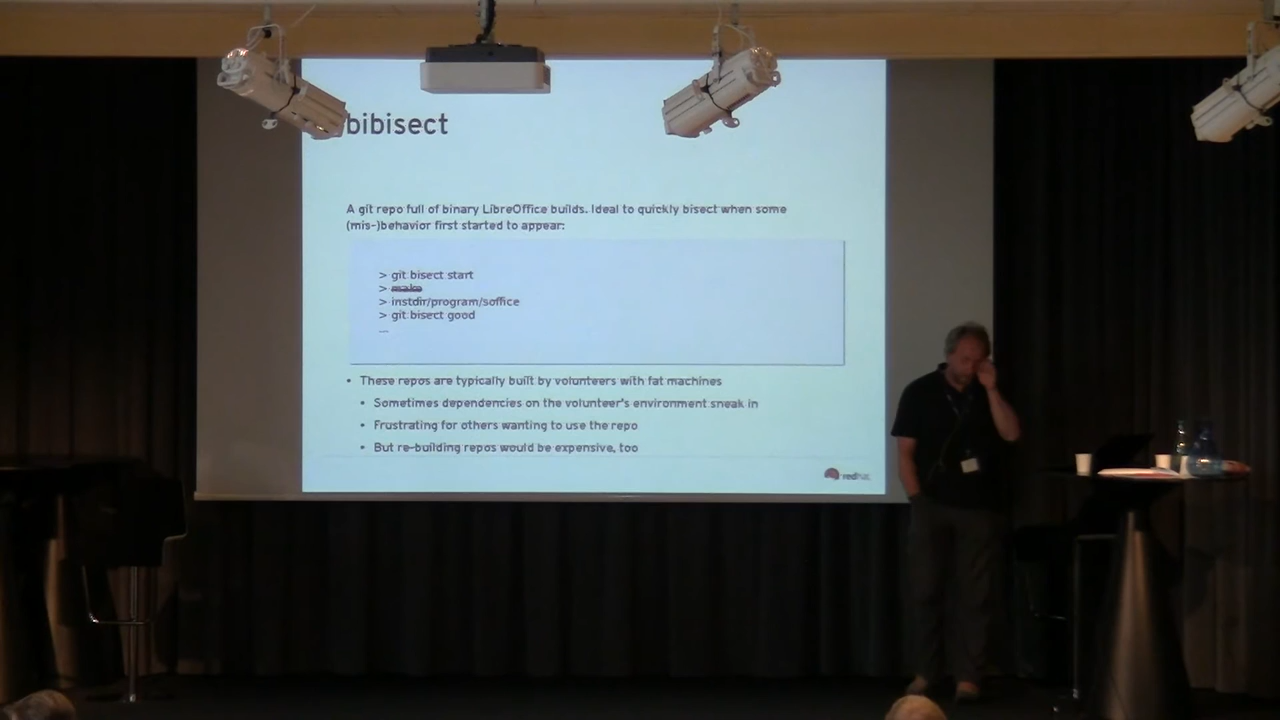 bibisect
A git repo full of binary LibreOffice builds. Ideal to quickly bisect when some
(mis-)behavior first started to appear:
> git bisect start
> make
> instdir/program/soffice
> git bisect good
...
• These repos are typically built by volunteers with fat machines
• Sometimes dependencies on the volunteer's environment sneak in
• Frustrating for others wanting to use the repo
• But re-building repos would be expensive, too
redhat.